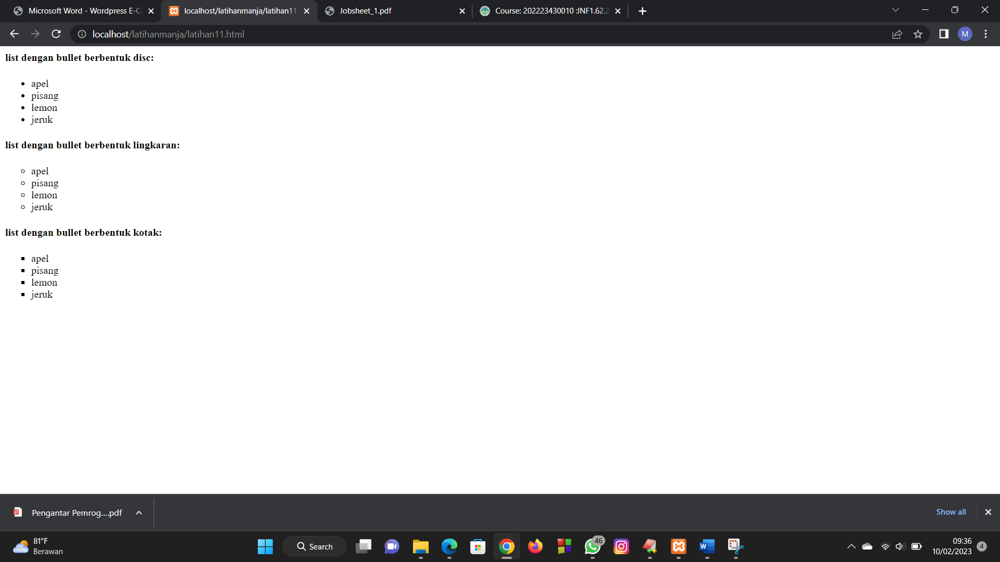 Microsoft Word - Wordpress E-C
localhost/latihanmanja/latihan11
Jobsheet_1.pdf
Course: 202223430010 :INF1.62.2
localhost/latihanmanja/latihan11.html
M
list dengan bullet berbentuk disc:
apel
pisang
lemon
jeruk
list dengan bullet berbentuk lingkaran:
apel
pisang
lemon
jeruk
list dengan bullet berbentuk kotak:
apel
pisang
lemon
jeruk
Pengantar Pemrog....pdf
Show all
81°F
Berawan
Search
46
09:36
10/02/2023
4